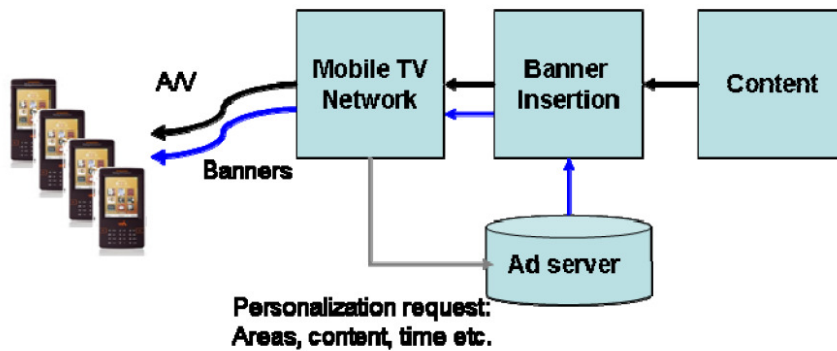 A/V
Mobile TV
Network
Banner
Insertion
Content
Banners
Ad server
Personalization request:
Areas, content, time etc.